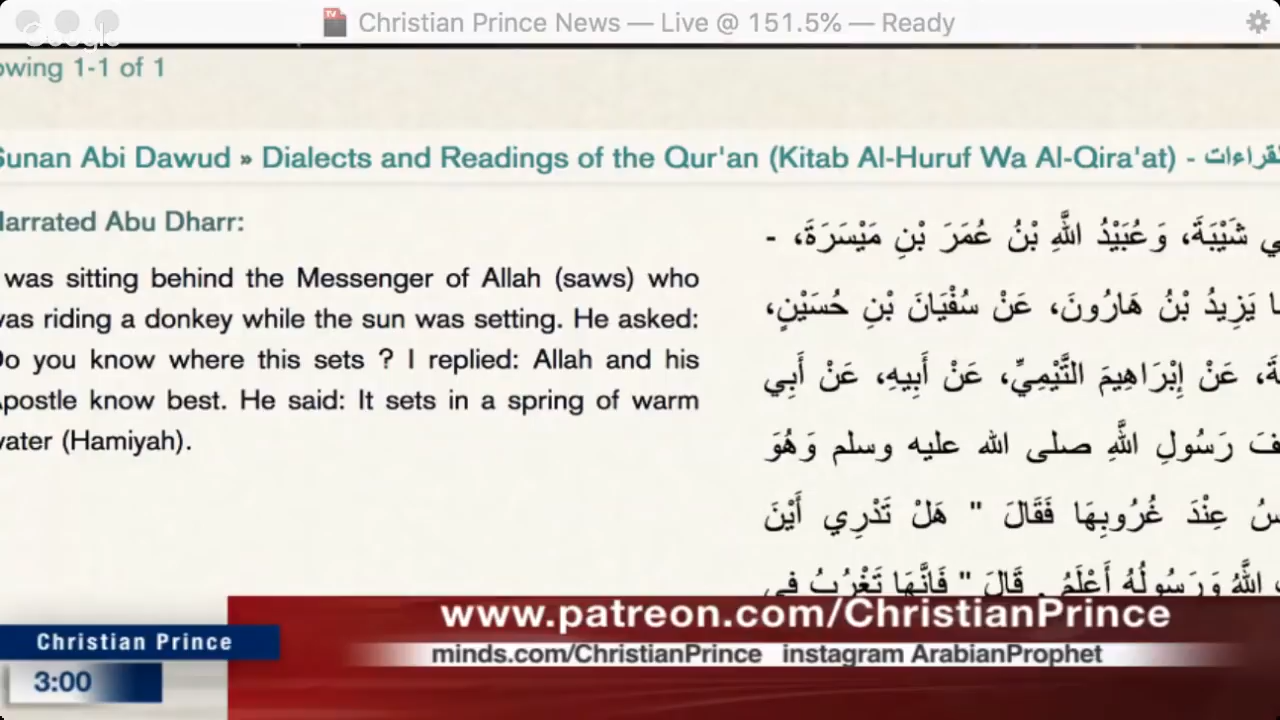 Christian Prince News — Live @ 151.5% — Ready
Google
owing 1-1 of 1
Sunan Abi Dawud » Dialects and Readings of the Qur'an (Kitab Al-Huruf Wa Al-Qira'at) - لقراءات
Narrated Abu Dharr:
was sitting behind the Messenger of Allah (saws) who
was riding a donkey while the sun was setting. He asked:
Do you know where this sets ? I replied: Allah and his
Apostle know best. He said: It sets in a spring of warm
water (Hamiyah).
ي شَيْبَةَ، وَعُبَيْدُ اللَّهِ بْنُ عُمَرَ بْنِ مَيْسَرَةَ، -
ا يَزِيدُ بْنُ هَارُونَ، عَنْ سُفْيَانَ بْنِ حُسَيْنٍ،
ةَ، عَنْ إِبْرَاهِيمَ التَّيْمِيِّ، عَنْ أَبِيهِ، عَنْ أَبِي
فَ رَسُولِ اللَّهِ صلى الله عليه وسلم وَهُوَ
سُ عِنْدَ غُرُوبِهَا فَقَالَ " هَلْ تَدْرِي أَيْنَ
اللَّهُ وَرَسُولُهُ أَعْلَمُ . قَالَ " فَإِنَّهَا تَغْرُبُ فِي
www.patreon.com/ChristianPrince
Christian Prince
minds.com/ChristianPrince instagram ArabianProphet
3:00